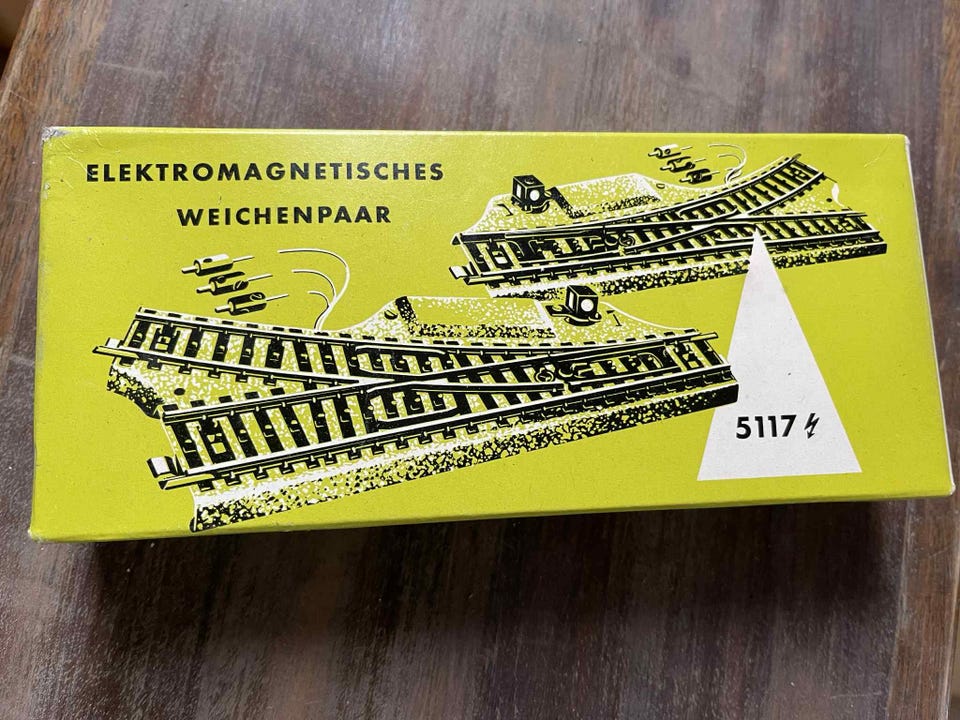 ELEKTROMAGNETISCHES
WEICHENPAAR
5117